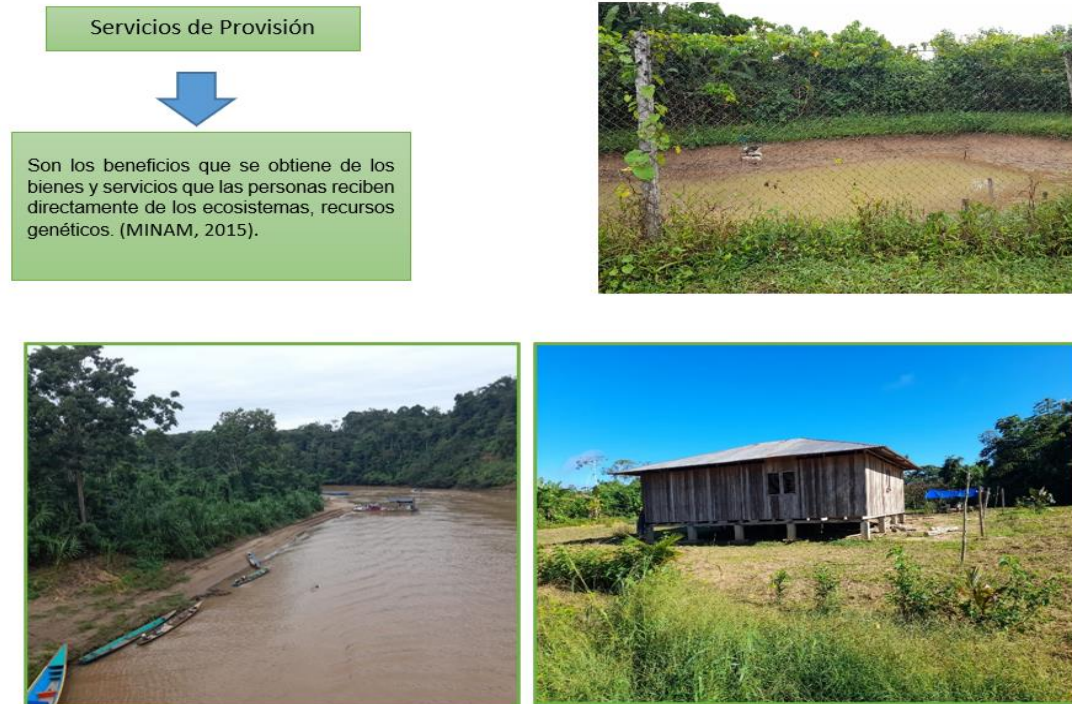 Servicios de Provisión
Son los beneficios que se obtiene de los
bienes y servicios que las personas reciben
directamente de los ecosistemas, recursos
genéticos. (MINAM, 2015).